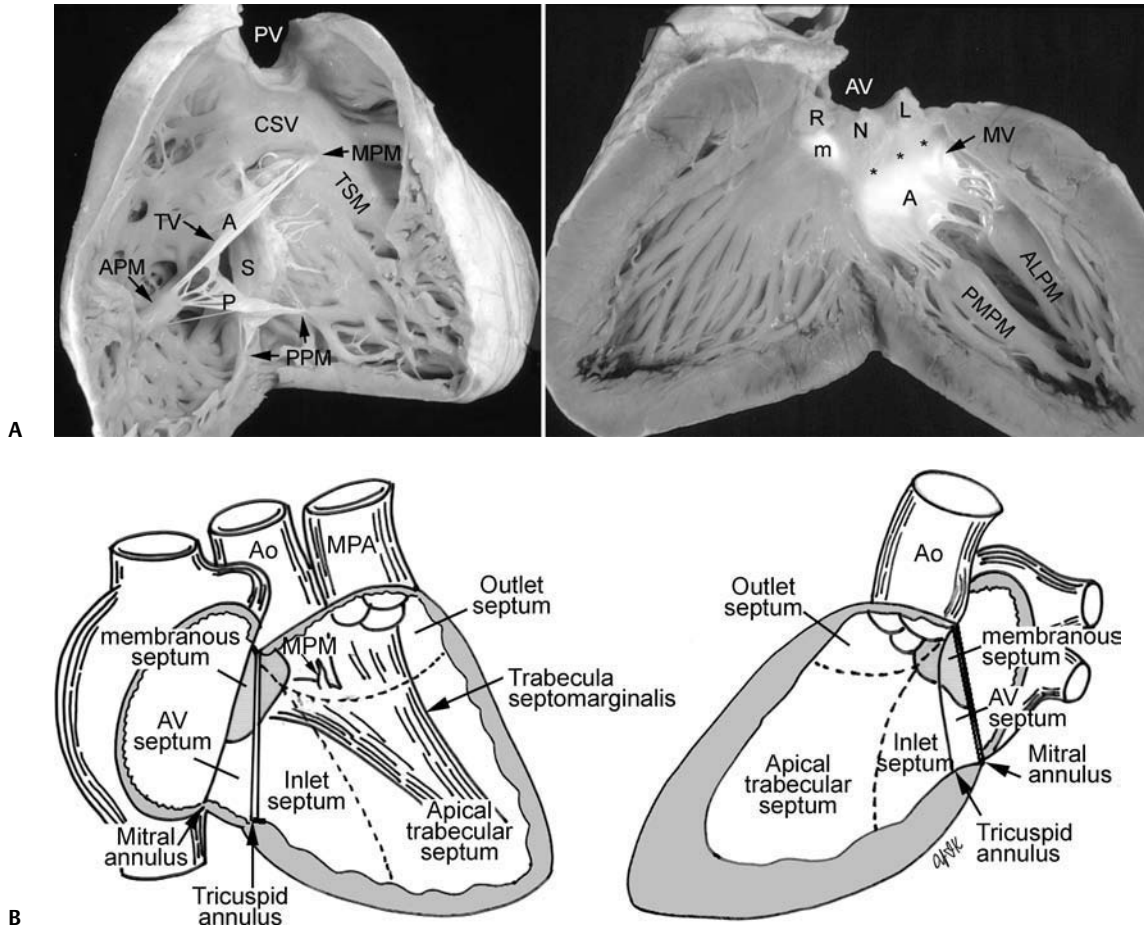 PV
CSV
MPM
TSM
TV
A
APM
S
P
PPM
AV
R
L
N
MV
m
* * *
A
ALPM
PMPM
A
Ao
MPA
Outlet
septum
membranous
septum
MPM
Trabecula
septomarginalis
AV
septum
Inlet
septum
Apical
trabecular
septum
Mitral
annulus
Tricuspid
annulus
Ao
Outlet
septum
membranous
septum
AV
septum
Inlet
septum
Apical
trabecular
septum
Mitral
annulus
Tricuspid
annulus
B